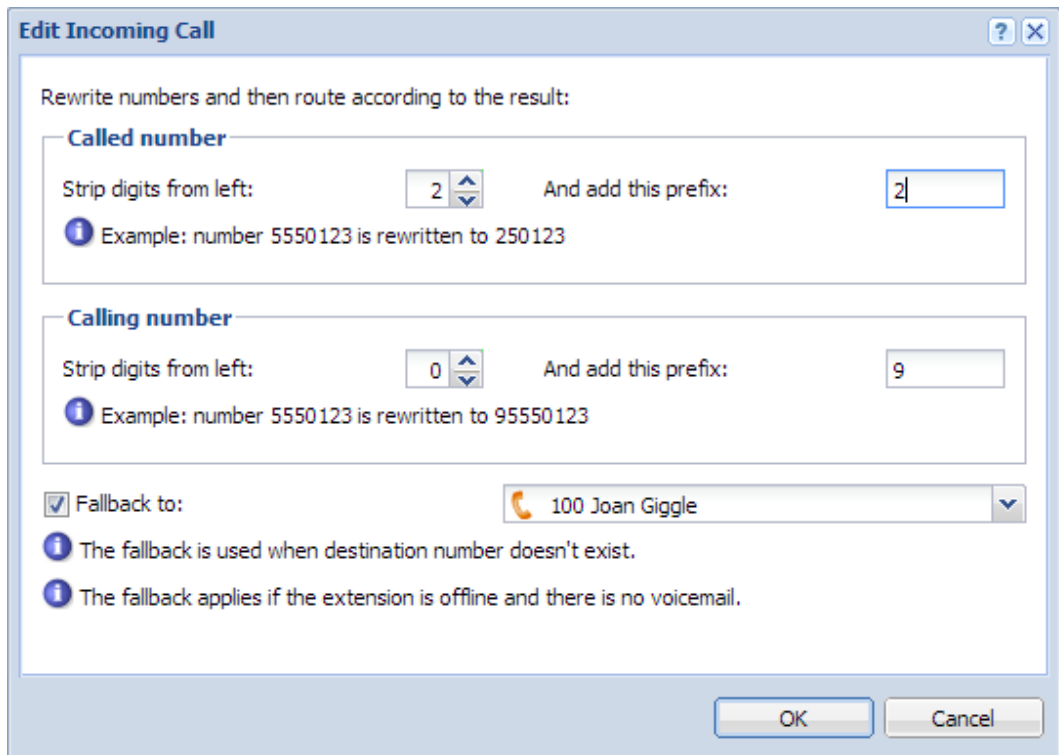 Edit Incoming Call
Rewrite numbers and then route according to the result:
Called number
Strip digits from left: 2 And add this prefix: 2
Example: number 5550123 is rewritten to 250123
Calling number
Strip digits from left: 0 And add this prefix: 9
Example: number 5550123 is rewritten to 95550123
Fallback to: 100 Joan Giggle
The fallback is used when destination number doesn't exist.
The fallback applies if the extension is offline and there is no voicemail.
OK Cancel